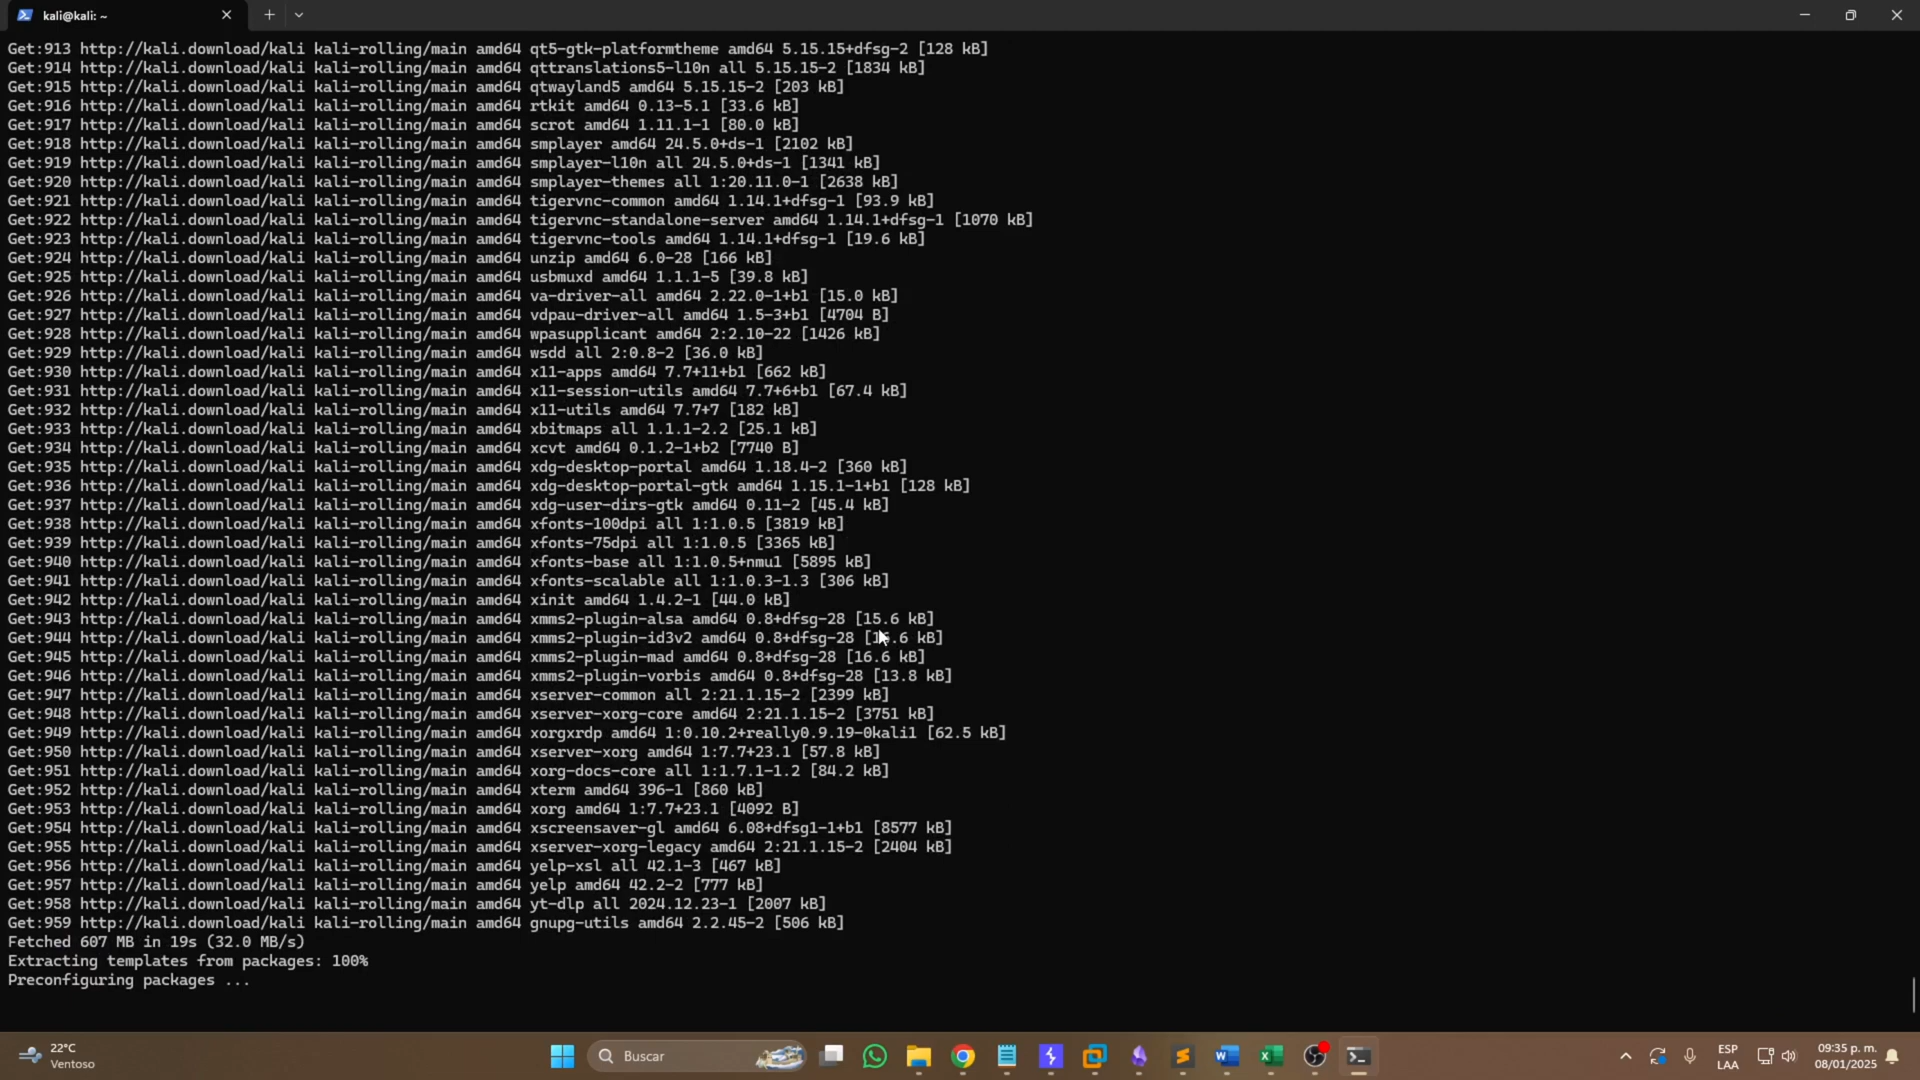 kali@kali: ~
Get:913 http://kali.download/kali kali-rolling/main amd64 qt5-gtk-platformtheme amd64 5.15.15+dfsg-2 [128 kB]
Get:914 http://kali.download/kali kali-rolling/main amd64 qttranslations5-l10n all 5.15.15-2 [1834 kB]
Get:915 http://kali.download/kali kali-rolling/main amd64 qtwayland5 amd64 5.15.15-2 [203 kB]
Get:916 http://kali.download/kali kali-rolling/main amd64 rtkit amd64 0.13-5.1 [33.6 kB]
Get:917 http://kali.download/kali kali-rolling/main amd64 scrot amd64 1.11.1-1 [80.0 kB]
Get:918 http://kali.download/kali kali-rolling/main amd64 smplayer amd64 24.5.0+ds-1 [2102 kB]
Get:919 http://kali.download/kali kali-rolling/main amd64 smplayer-l10n all 24.5.0+ds-1 [1341 kB]
Get:920 http://kali.download/kali kali-rolling/main amd64 smplayer-themes all 1:20.11.0-1 [2638 kB]
Get:921 http://kali.download/kali kali-rolling/main amd64 tigervnc-common amd64 1.14.1+dfsg-1 [93.9 kB]
Get:922 http://kali.download/kali kali-rolling/main amd64 tigervnc-standalone-server amd64 1.14.1+dfsg-1 [1070 kB]
Get:923 http://kali.download/kali kali-rolling/main amd64 tigervnc-tools amd64 1.14.1+dfsg-1 [19.6 kB]
Get:924 http://kali.download/kali kali-rolling/main amd64 unzip amd64 6.0-28 [166 kB]
Get:925 http://kali.download/kali kali-rolling/main amd64 usbmuxd amd64 1.1.1-5 [39.8 kB]
Get:926 http://kali.download/kali kali-rolling/main amd64 va-driver-all amd64 2.22.0-1+b1 [15.0 kB]
Get:927 http://kali.download/kali kali-rolling/main amd64 vdpau-driver-all amd64 1.5-3+b1 [4704 B]
Get:928 http://kali.download/kali kali-rolling/main amd64 wpasupplicant amd64 2:2.10-22 [1426 kB]
Get:929 http://kali.download/kali kali-rolling/main amd64 wsdd all 2:0.8-2 [36.0 kB]
Get:930 http://kali.download/kali kali-rolling/main amd64 x11-apps amd64 7.7+11+b1 [662 kB]
Get:931 http://kali.download/kali kali-rolling/main amd64 x11-session-utils amd64 7.7+6+b1 [67.4 kB]
Get:932 http://kali.download/kali kali-rolling/main amd64 x11-utils amd64 7.7+7 [182 kB]
Get:933 http://kali.download/kali kali-rolling/main amd64 xbitmaps all 1.1.1-2.2 [25.1 kB]
Get:934 http://kali.download/kali kali-rolling/main amd64 xcvt amd64 0.1.2-1+b2 [7740 B]
Get:935 http://kali.download/kali kali-rolling/main amd64 xdg-desktop-portal amd64 1.18.4-2 [360 kB]
Get:936 http://kali.download/kali kali-rolling/main amd64 xdg-desktop-portal-gtk amd64 1.15.1-1+b1 [128 kB]
Get:937 http://kali.download/kali kali-rolling/main amd64 xdg-user-dirs-gtk amd64 0.11-2 [45.4 kB]
Get:938 http://kali.download/kali kali-rolling/main amd64 xfonts-100dpi all 1:1.0.5 [3819 kB]
Get:939 http://kali.download/kali kali-rolling/main amd64 xfonts-75dpi all 1:1.0.5 [3365 kB]
Get:940 http://kali.download/kali kali-rolling/main amd64 xfonts-base all 1:1.0.5+nmu1 [5895 kB]
Get:941 http://kali.download/kali kali-rolling/main amd64 xfonts-scalable all 1:1.0.3-1.3 [306 kB]
Get:942 http://kali.download/kali kali-rolling/main amd64 xinit amd64 1.4.2-1 [44.0 kB]
Get:943 http://kali.download/kali kali-rolling/main amd64 xmms2-plugin-alsa amd64 0.8+dfsg-28 [15.6 kB]
Get:944 http://kali.download/kali kali-rolling/main amd64 xmms2-plugin-id3v2 amd64 0.8+dfsg-28 kB]
Get:945 http://kali.download/kali kali-rolling/main amd64 xmms2-plugin-mad amd64 0.8+dfsg-28 [16.6 kB]
Get:946 http://kali.download/kali kali-rolling/main amd64 xmms2-plugin-vorbis amd64 0.8+dfsg-28 [13.8 kB]
Get:947 http://kali.download/kali kali-rolling/main amd64 xserver-common all 2:21.1.15-2 [2399 kB]
Get:948 http://kali.download/kali kali-rolling/main amd64 xserver-xorg-core amd64 2:21.1.15-2 [3751 kB]
Get:949 http://kali.download/kali kali-rolling/main amd64 xorgxrdp amd64 1:0.10.2+really0.9.19-0kali1 [62.5 kB]
Get:950 http://kali.download/kali kali-rolling/main amd64 xserver-xorg amd64 1:7.7+23.1 [57.8 kB]
Get:951 http://kali.download/kali kali-rolling/main amd64 xorg-docs-core all 1:1.7.1-1.2 [84.2 kB]
Get:952 http://kali.download/kali kali-rolling/main amd64 xterm amd64 396-1 [860 kB]
Get:953 http://kali.download/kali kali-rolling/main amd64 xorg amd64 1:7.7+23.1 [4092 B]
Get:954 http://kali.download/kali kali-rolling/main amd64 xscreensaver-gl amd64 6.08+dfsg1-1+b1 [8577 kB]
Get:955 http://kali.download/kali kali-rolling/main amd64 xserver-xorg-legacy amd64 2:21.1.15-2 [2404 kB]
Get:956 http://kali.download/kali kali-rolling/main amd64 yelp-xsl all 42.1-3 [467 kB]
Get:957 http://kali.download/kali kali-rolling/main amd64 yelp amd64 42.2-2 [777 kB]
Get:958 http://kali.download/kali kali-rolling/main amd64 yt-dlp all 2024.12.23-1 [2007 kB]
Get:959 http://kali.download/kali kali-rolling/main amd64 gnupg-utils amd64 2.2.45-2 [506 kB]
Fetched 607 MB in 19s (32.0 MB/s)
Extracting templates from packages: 100%
Preconfiguring packages ...
22°C
Ventoso
Buscar
ESP
LAA
09:35 p. m.
08/01/2025